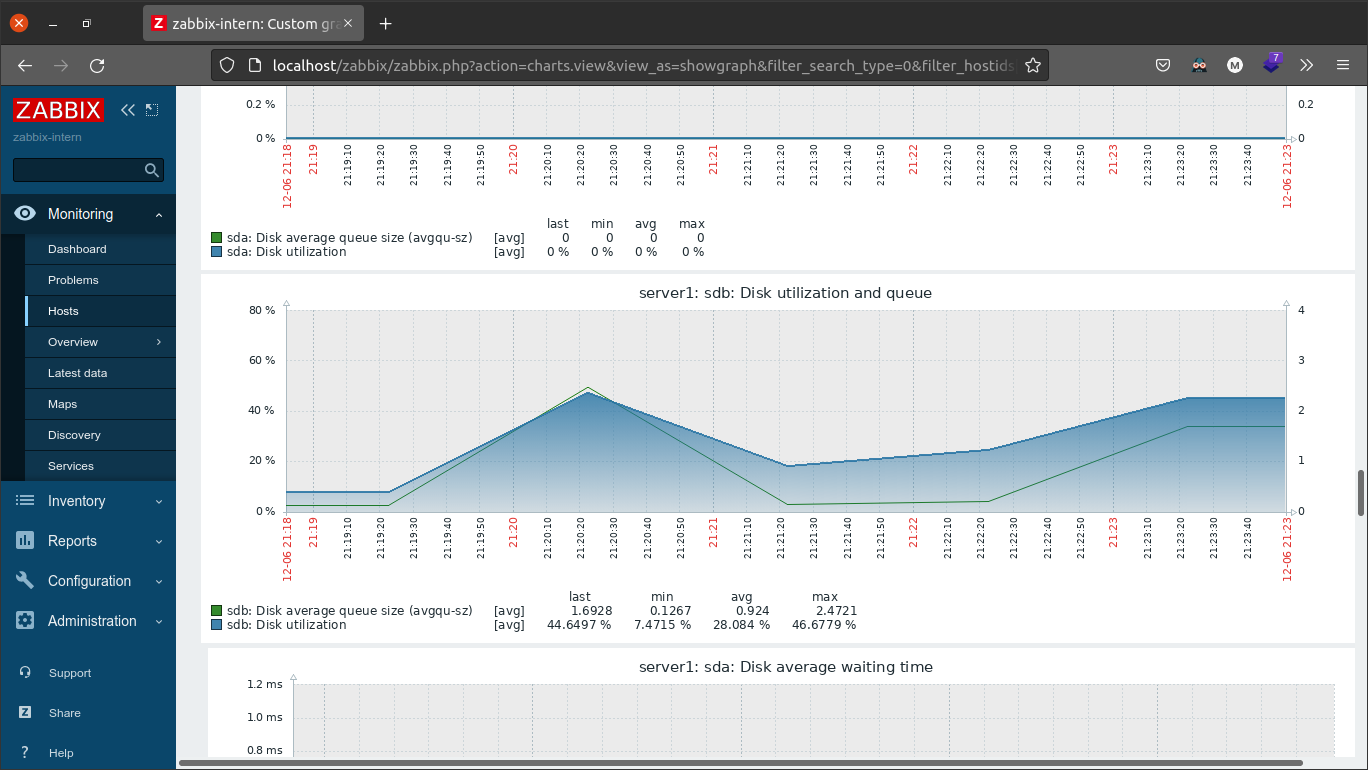 zabbix-intern: Custom gra
localhost/zabbix/zabbix.php?action=charts.view&view_as=showgraph&filter_search_type=0&filter_hostids
M
7
ZABBIX
zabbix-intern
Monitoring
Dashboard
Problems
Hosts
Overview
Latest data
Maps
Discovery
Services
Inventory
Reports
Configuration
Administration
Support
Share
Help
0.2 % 0.2
0 % 0
12-06 21:18 21:19 21:19:10 21:19:20 21:19:30 21:19:40 21:19:50 21:20 21:20:10 21:20:20 21:20:30 21:20:40 21:20:50 21:21 21:21:10 21:21:20 21:21:30 21:21:40 21:21:50 21:22 21:22:10 21:22:20 21:22:30 21:22:40 21:22:50 21:23 21:23:10 21:23:20 21:23:30 21:23:40 12-06 21:23
last min avg max
sda: Disk average queue size (avgqu-sz) [avg] 0 0 0 0
sda: Disk utilization [avg] 0 % 0 % 0 % 0 %
server1: sdb: Disk utilization and queue
80 % 4
60 % 3
40 % 2
20 % 1
0 % 0
12-06 21:18 21:19 21:19:10 21:19:20 21:19:30 21:19:40 21:19:50 21:20 21:20:10 21:20:20 21:20:30 21:20:40 21:20:50 21:21 21:21:10 21:21:20 21:21:30 21:21:40 21:21:50 21:22 21:22:10 21:22:20 21:22:30 21:22:40 21:22:50 21:23 21:23:10 21:23:20 21:23:30 21:23:40 12-06 21:23
last min avg max
sdb: Disk average queue size (avgqu-sz) [avg] 1.6928 0.1267 0.924 2.4721
sdb: Disk utilization [avg] 44.6497 % 7.4715 % 28.084 % 46.6779 %
server1: sda: Disk average waiting time
1.2 ms
1.0 ms
0.8 ms